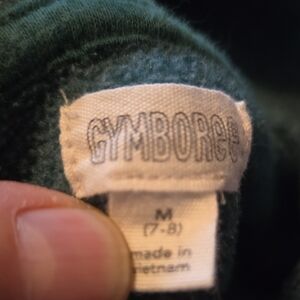 GYMBOREE
M
(7-8)
made in
Vietnam